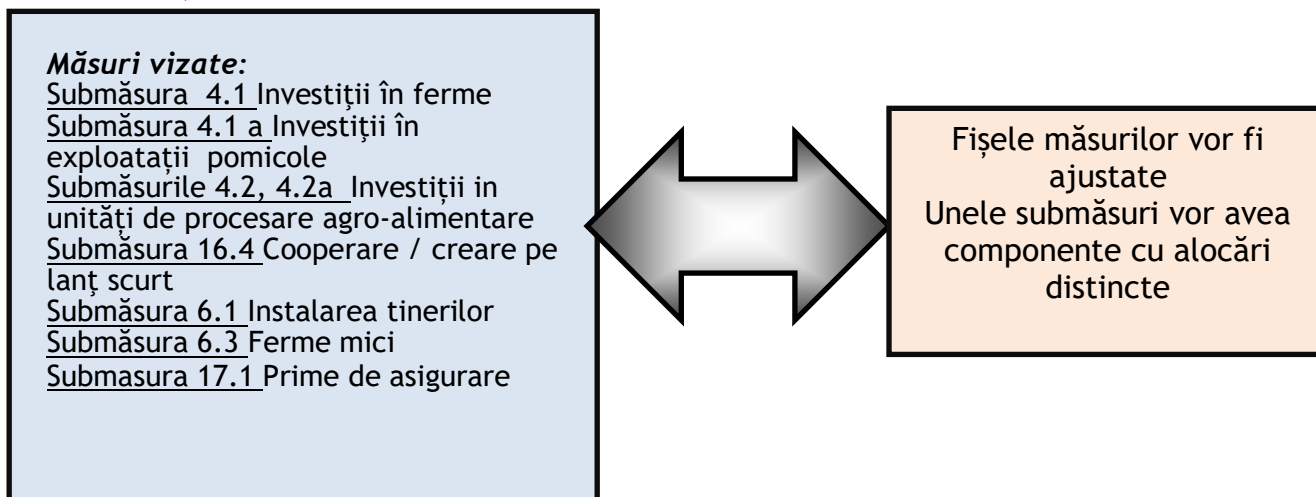 Măsuri vizate:
Submăsura 4.1 Investiții în ferme
Submăsura 4.1 a Investiții în
exploatații pomicole
Submăsurile 4.2, 4.2a Investiții in
unități de procesare agro-alimentare
Submăsura 16.4 Cooperare / creare pe
lanț scurt
Submăsura 6.1 Instalarea tinerilor
Submăsura 6.3 Ferme mici
Submasura 17.1 Prime de asigurare
Fișele măsurilor vor fi
ajustate
Unele submăsuri vor avea
componente cu alocări
distincte